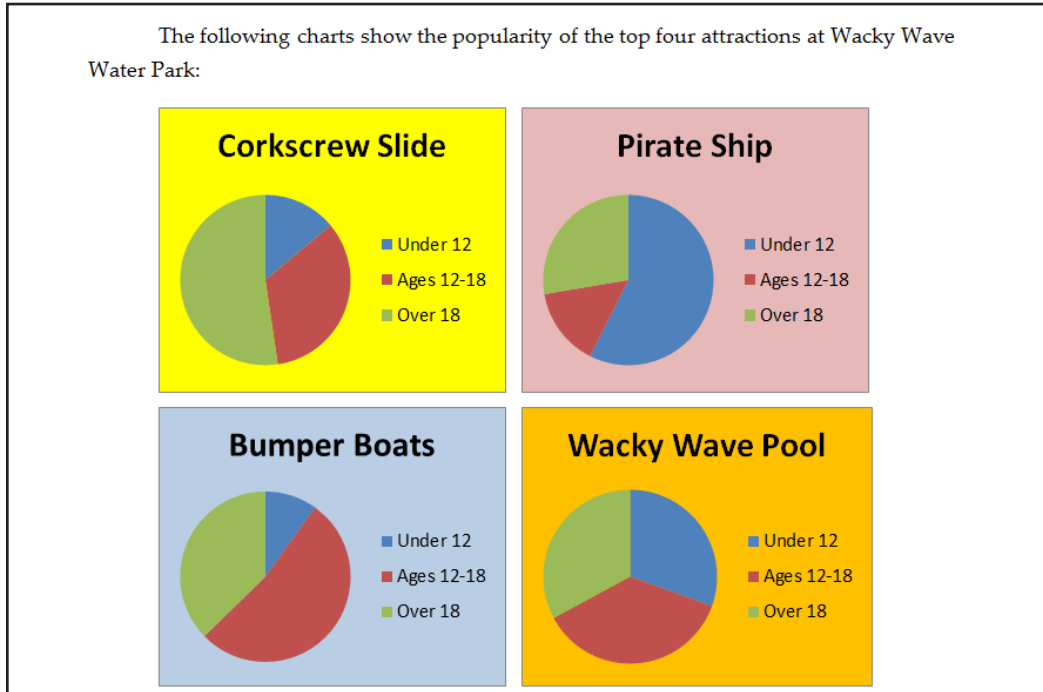 The following charts show the popularity of the top four attractions at Wacky Wave
Water Park:
Corkscrew Slide
Under 12
Ages 12-18
Over 18
Pirate Ship
Under 12
Ages 12-18
Over 18
Bumper Boats
Under 12
Ages 12-18
Over 18
Wacky Wave Pool
Under 12
Ages 12-18
Over 18